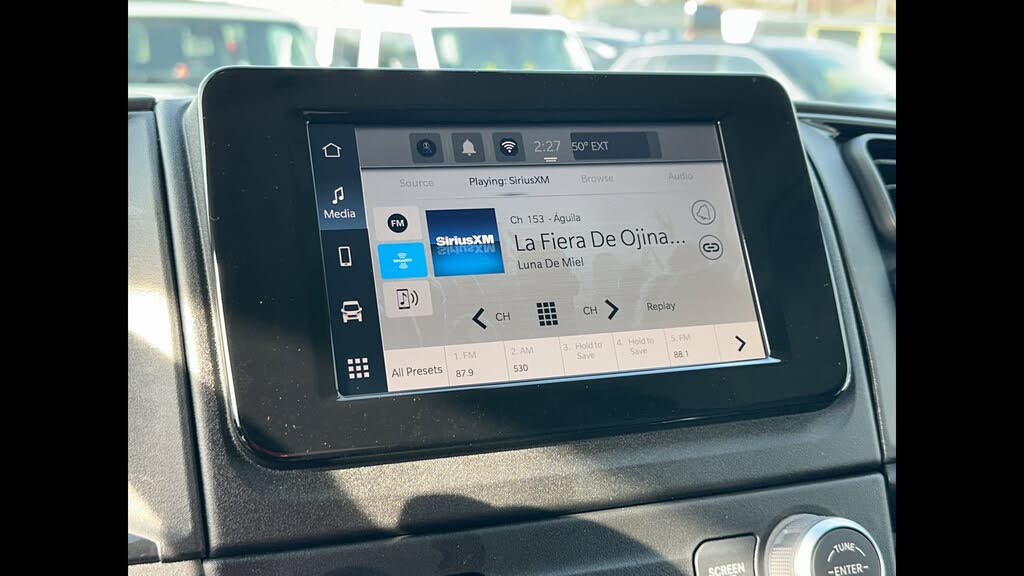 2:27 50° EXT
Source Playing: SiriusXM Browse Audio
Media
FM
SiriusXM
Ch 153 - Águila
La Fiera De Ojina...
Luna De Miel
CH CH Replay
All Presets
1. FM
87.9
2. AM
530
3. Hold to
Save
4. Hold to
Save
5. FM
88.1
SCREEN
TUNE
ENTER